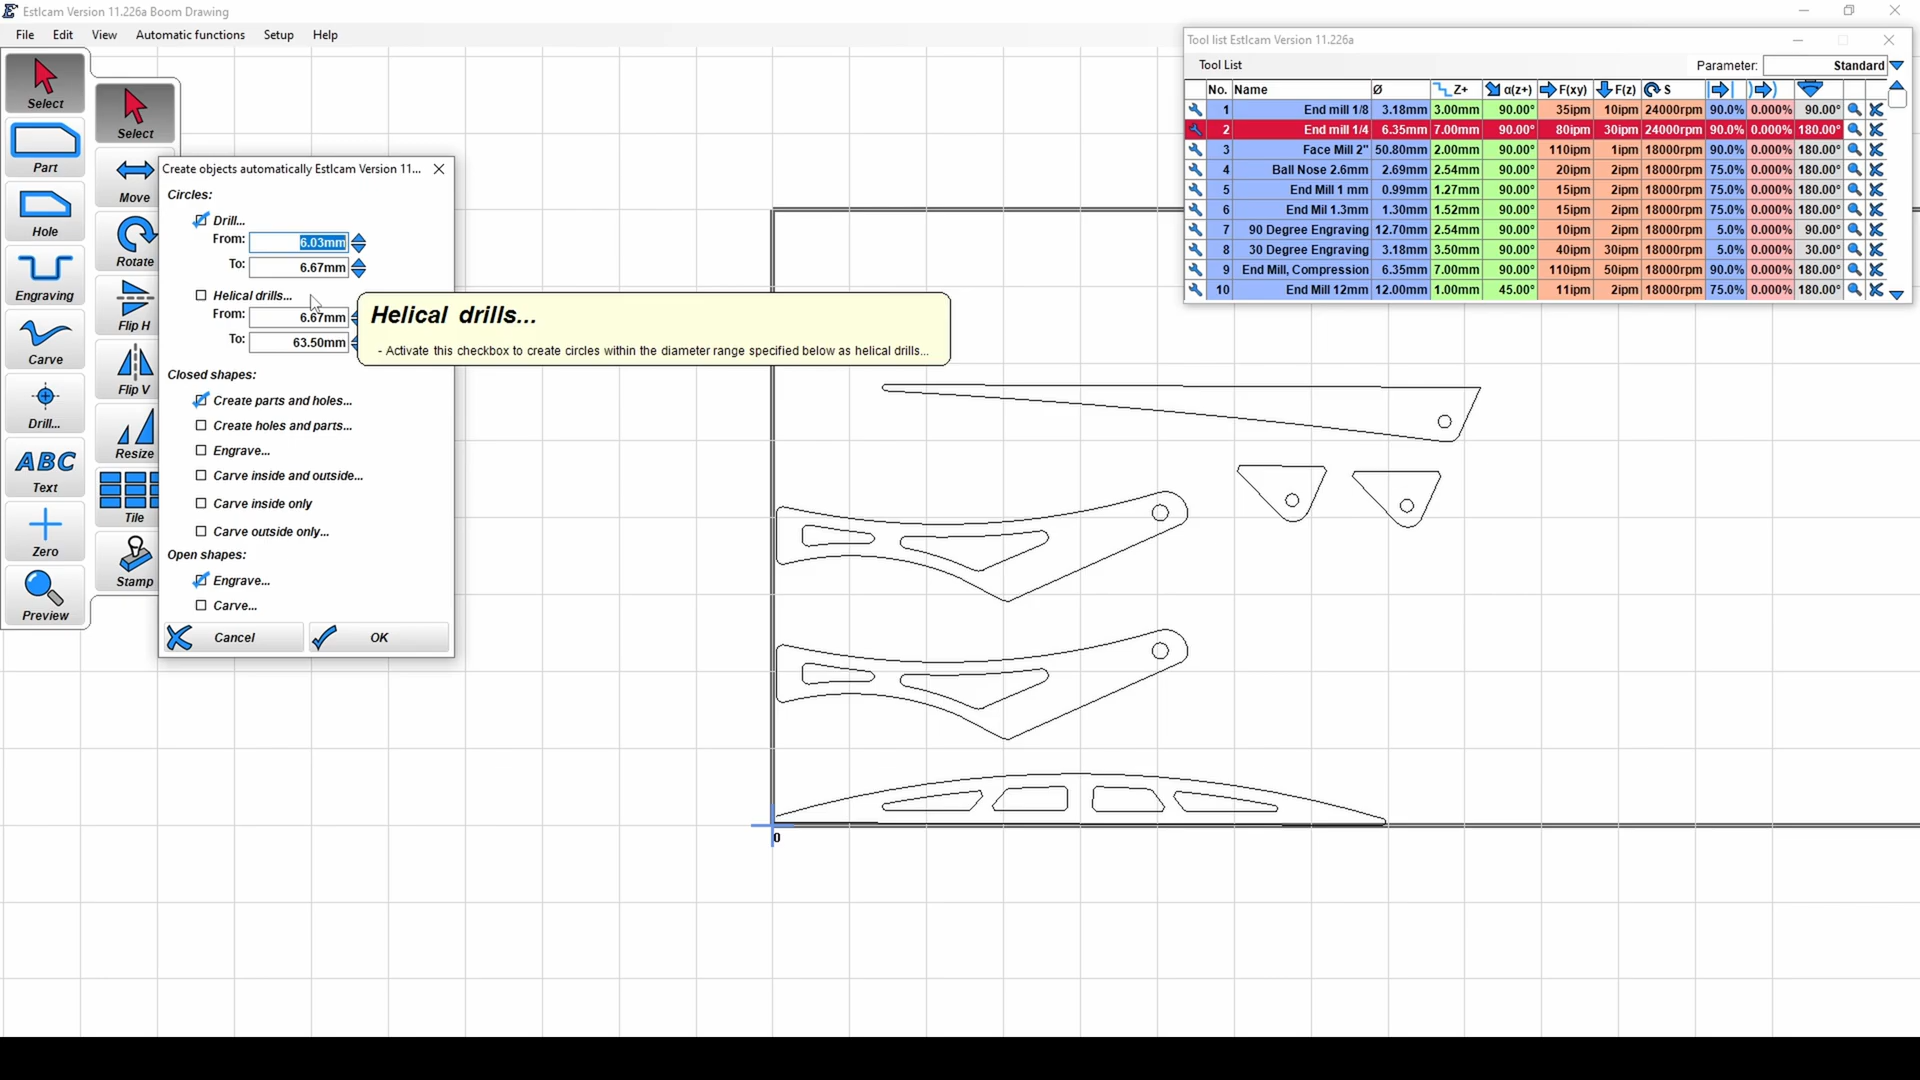 Estlcam Version 11.226a Boom Drawing
File Edit View Automatic functions Setup Help
Select
Part
Hole
Engraving
Carve
Drill...
ABC
Text
Zero
Preview
Select
Move
Rotate
Flip H
Flip V
Resize
Tile
Stamp
Create objects automatically Estlcam Version 11...
Circles:
Drill...
From: 6.03mm
To: 6.67mm
Helical drills...
From: 6.67mm
To: 63.50mm
Closed shapes:
Create parts and holes...
Create holes and parts...
Engrave...
Carve inside and outside...
Carve inside only
Carve outside only...
Open shapes:
Engrave...
Carve...
Cancel OK
Helical drills...
- Activate this checkbox to create circles within the diameter range specified below as helical drills...
Tool list Estlcam Version 11.226a
Tool List Parameter: Standard
No. Name Ø Z+ α(z+) F(xy) F(z) S
1 End mill 1/8 3.18mm 3.00mm 90.00° 35ipm 10ipm 24000rpm 90.0% 0.000% 90.00°
2 End mill 1/4 6.35mm 7.00mm 90.00° 80ipm 30ipm 24000rpm 90.0% 0.000% 180.00°
3 Face Mill 2" 50.80mm 2.00mm 90.00° 110ipm 1ipm 18000rpm 90.0% 0.000% 180.00°
4 Ball Nose 2.6mm 2.69mm 2.54mm 90.00° 20ipm 2ipm 18000rpm 75.0% 0.000% 180.00°
5 End Mill 1 mm 0.99mm 1.27mm 90.00° 15ipm 2ipm 18000rpm 75.0% 0.000% 180.00°
6 End Mil 1.3mm 1.30mm 1.52mm 90.00° 15ipm 2ipm 18000rpm 75.0% 0.000% 180.00°
7 90 Degree Engraving 12.70mm 2.54mm 90.00° 10ipm 2ipm 18000rpm 5.0% 0.000% 90.00°
8 30 Degree Engraving 3.18mm 3.50mm 90.00° 40ipm 30ipm 18000rpm 5.0% 0.000% 30.00°
9 End Mill, Compression 6.35mm 7.00mm 90.00° 110ipm 50ipm 18000rpm 90.0% 0.000% 180.00°
10 End Mill 12mm 12.00mm 1.00mm 45.00° 11ipm 2ipm 18000rpm 75.0% 0.000% 180.00°
0